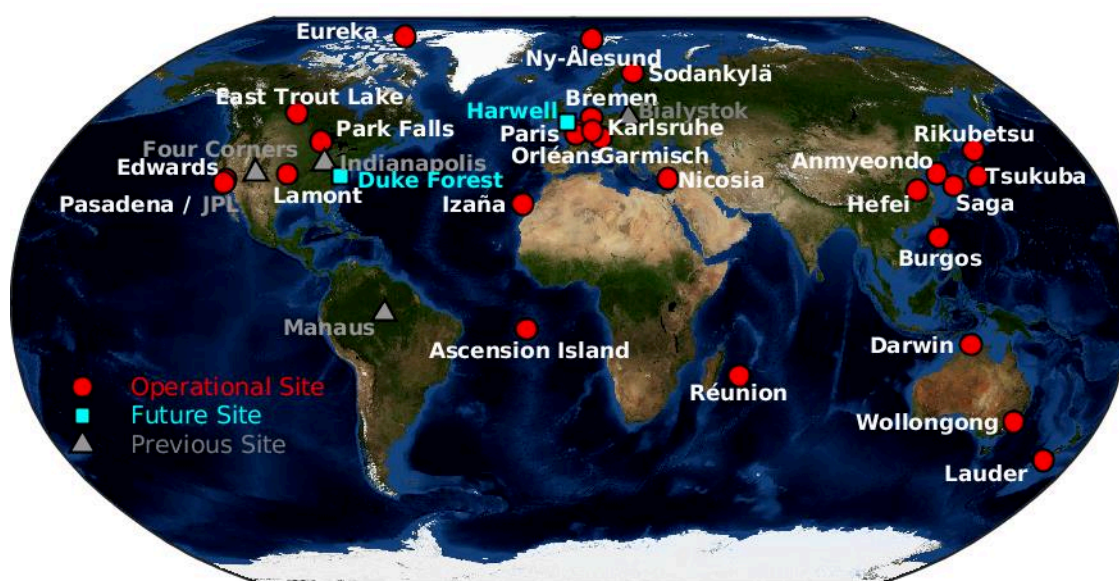 Eureka
Ny-Ålesund
Sodankylä
East Trout Lake
Bremen
Harwell
Bialystok
Park Falls
Paris
Karlsruhe
Rikubetsu
Four Corners
Indianapolis
Orléans
Garmisch
Anmyeondo
Edwards
Duke Forest
Nicosia
Tsukuba
Lamont
Pasadena / JPL
Izaña
Hefei
Saga
Burgos
Mahaus
Ascension Island
Darwin
Réunion
Operational Site
Future Site
Previous Site
Wollongong
Lauder